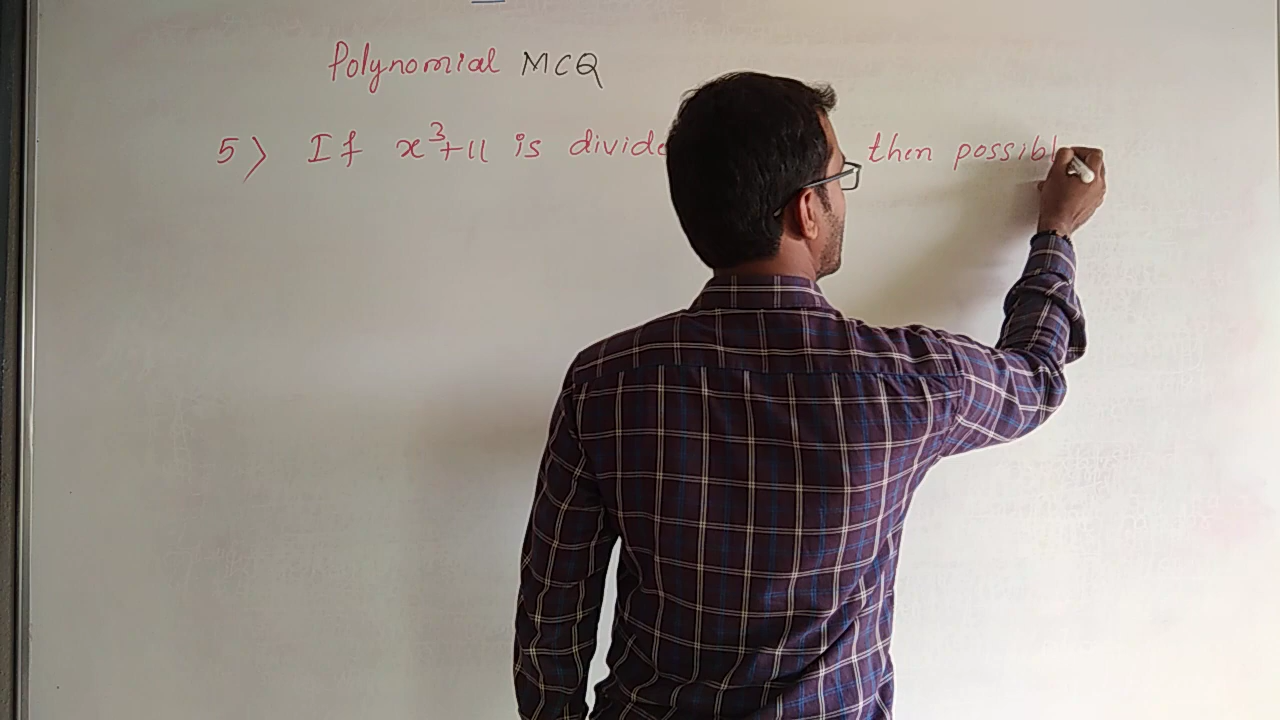 Polynomial MCQ
5) If x³+11 is divide then possibl